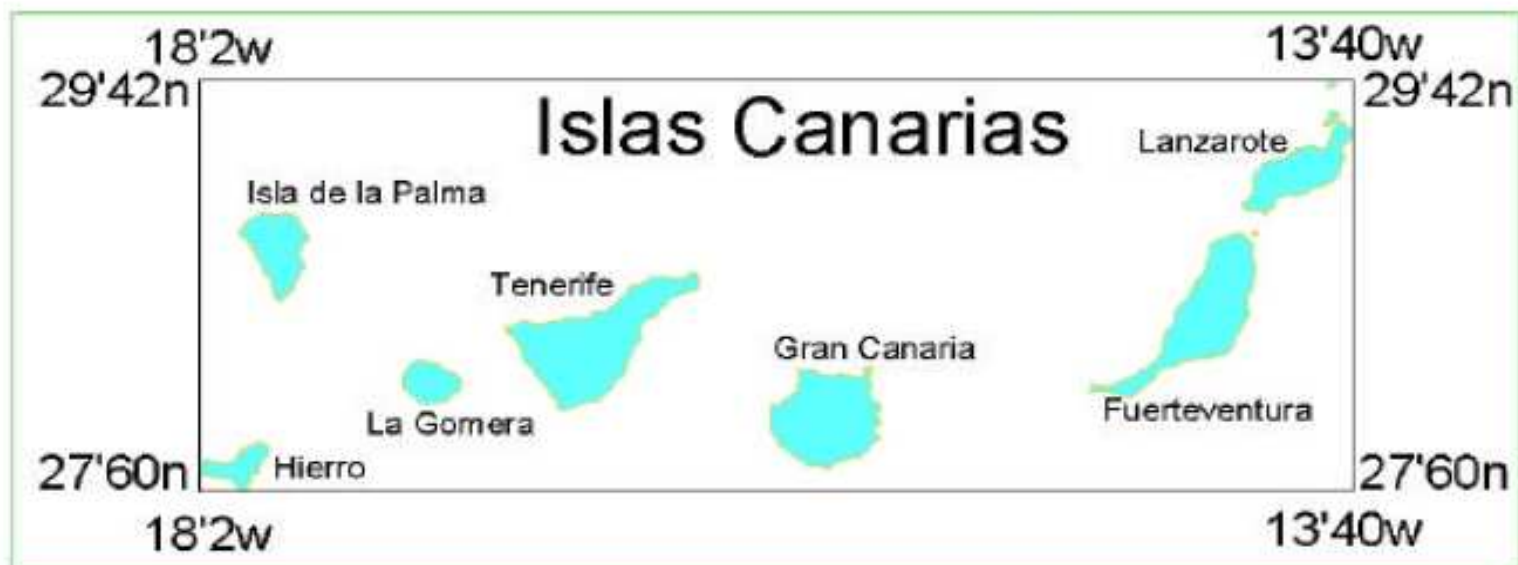 18'2w 13'40w
29'42n 29'42n
Islas Canarias
Lanzarote
Isla de la Palma
Tenerife
Gran Canaria
Fuerteventura
La Gomera
27'60n Hierro 27'60n
18'2w 13'40w